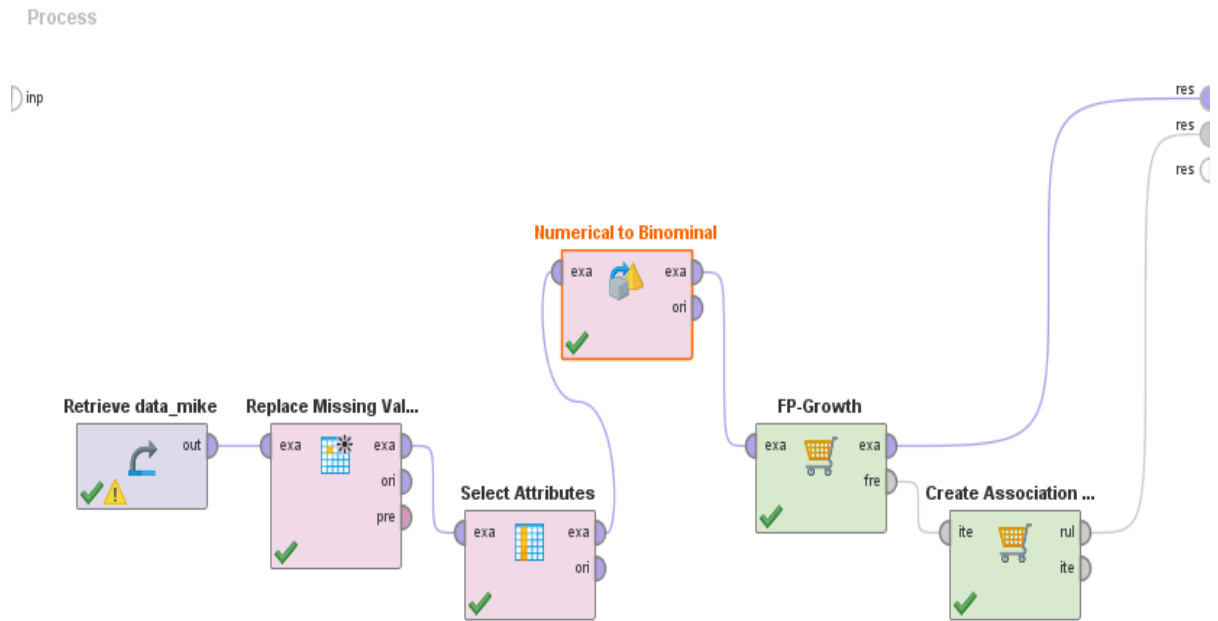 Process
inp
res
res
res
Numerical to Binominal
exa exa
ori
Retrieve data_mike
out
Replace Missing Val...
exa exa
ori
pre
Select Attributes
exa exa
ori
FP-Growth
exa exa
fre
Create Association ...
ite rul
ite